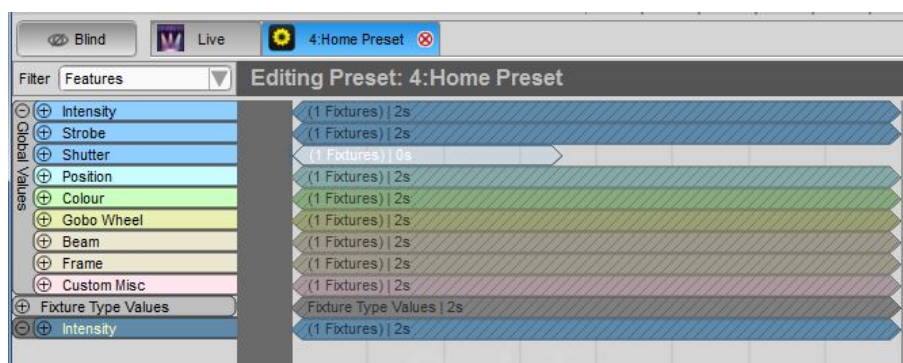 Blind Live 4:Home Preset
Filter Features Editing Preset: 4:Home Preset
Global Values
Intensity (1 Fixtures) | 2s
Strobe (1 Fixtures) | 2s
Shutter (1 Fixtures) | 0s
Position (1 Fixtures) | 2s
Colour (1 Fixtures) | 2s
Gobo Wheel (1 Fixtures) | 2s
Beam (1 Fixtures) | 2s
Frame (1 Fixtures) | 2s
Custom Misc (1 Fixtures) | 2s
Fixture Type Values Fixture Type Values | 2s
Intensity (1 Fixtures) | 2s